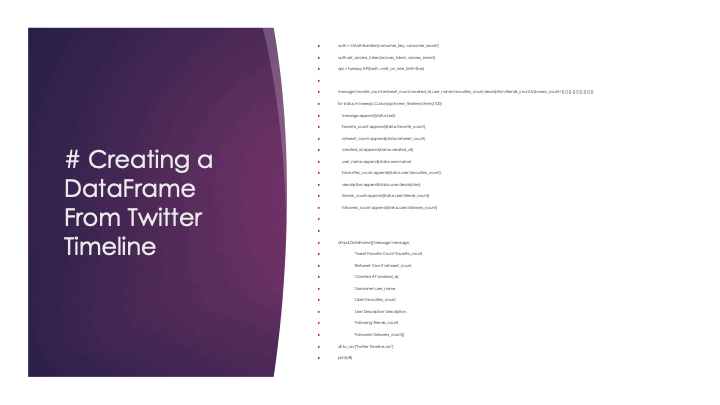 # Creating a
DataFrame
From Twitter
Timeline
auth = OAuthHandler(consumer_key, consumer_secret)
auth.set_access_token(access_token, access_secret)
api = tweepy.API(auth, wait_on_rate_limit=True)
message,favorite_count,retweet_count,created_at,user_name,favourites_count,description,friends_count,followers_count=[],[],[],[],[],[],[],[],[]
for status in tweepy.Cursor(api.home_timeline).items(100):
message.append(status.text)
favorite_count.append(status.favorite_count)
retweet_count.append(status.retweet_count)
created_at.append(status.created_at)
user_name.append(status.user.name)
favourites_count.append(status.user.favourites_count)
description.append(status.user.description)
friends_count.append(status.user.friends_count)
followers_count.append(status.user.followers_count)
df=pd.DataFrame({'Message':message,
'Tweet Favorite Count':favorite_count,
'Retweet Count':retweet_count,
'Created At':created_at,
'Username':user_name,
'Likes':favourites_count,
'User Description':description,
'Following':friends_count,
'Followers':followers_count})
df.to_csv("Twitter Timeline.csv")
print(df)